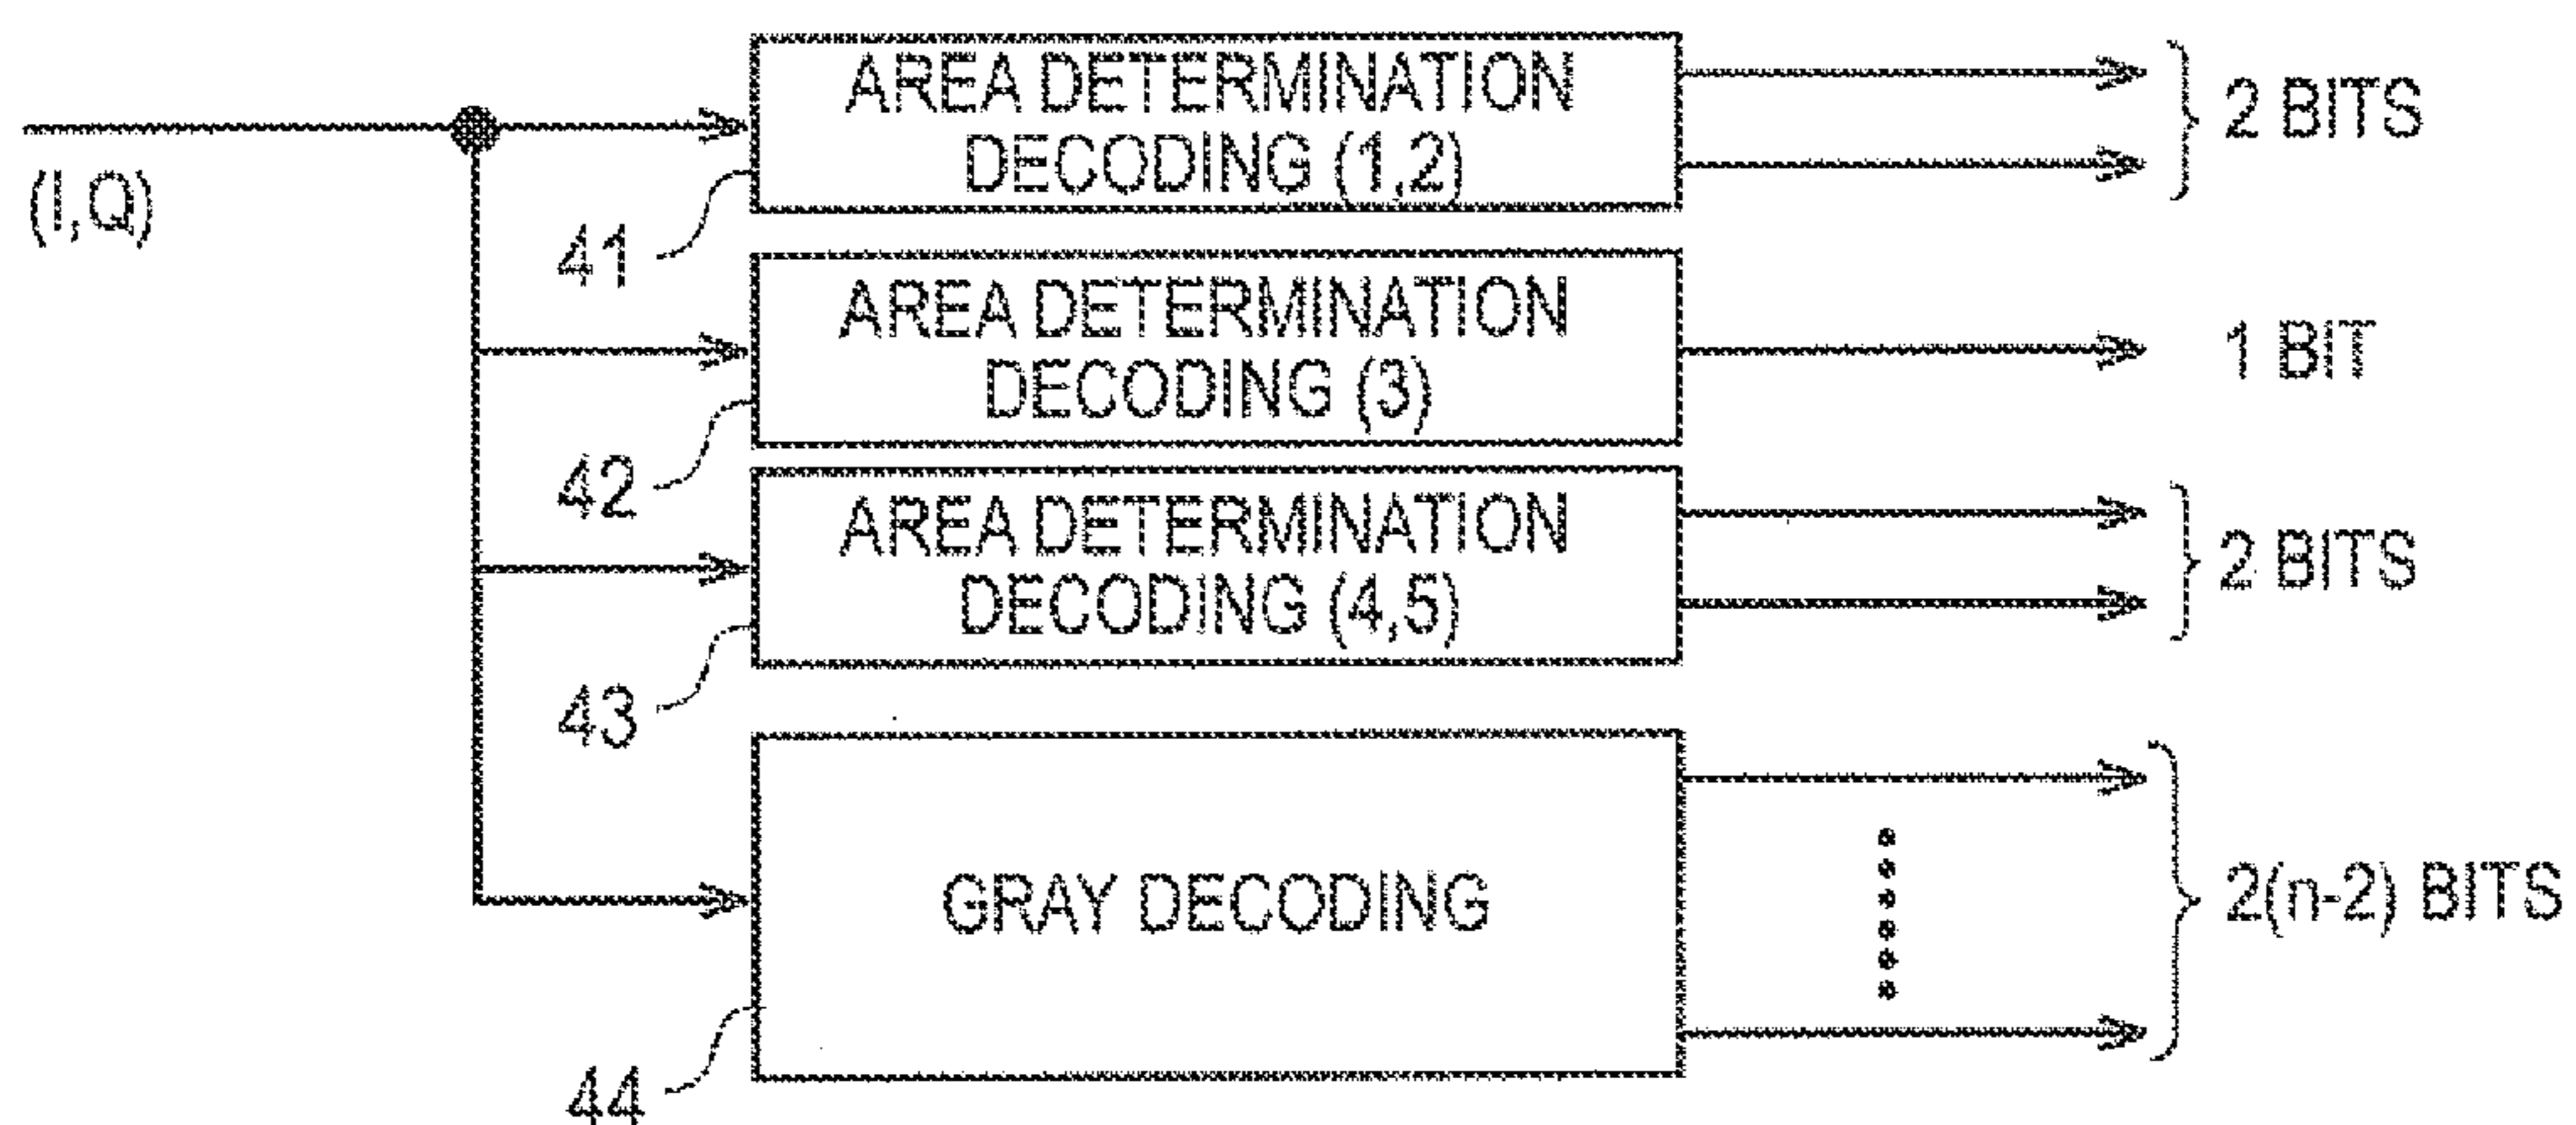 AREA DETERMINATION
DECODING (1,2)
2 BITS
(I,Q)
41
AREA DETERMINATION
DECODING (3)
1 BIT
42
AREA DETERMINATION
DECODING (4,5)
2 BITS
43
GRAY DECODING
2(n-2) BITS
44